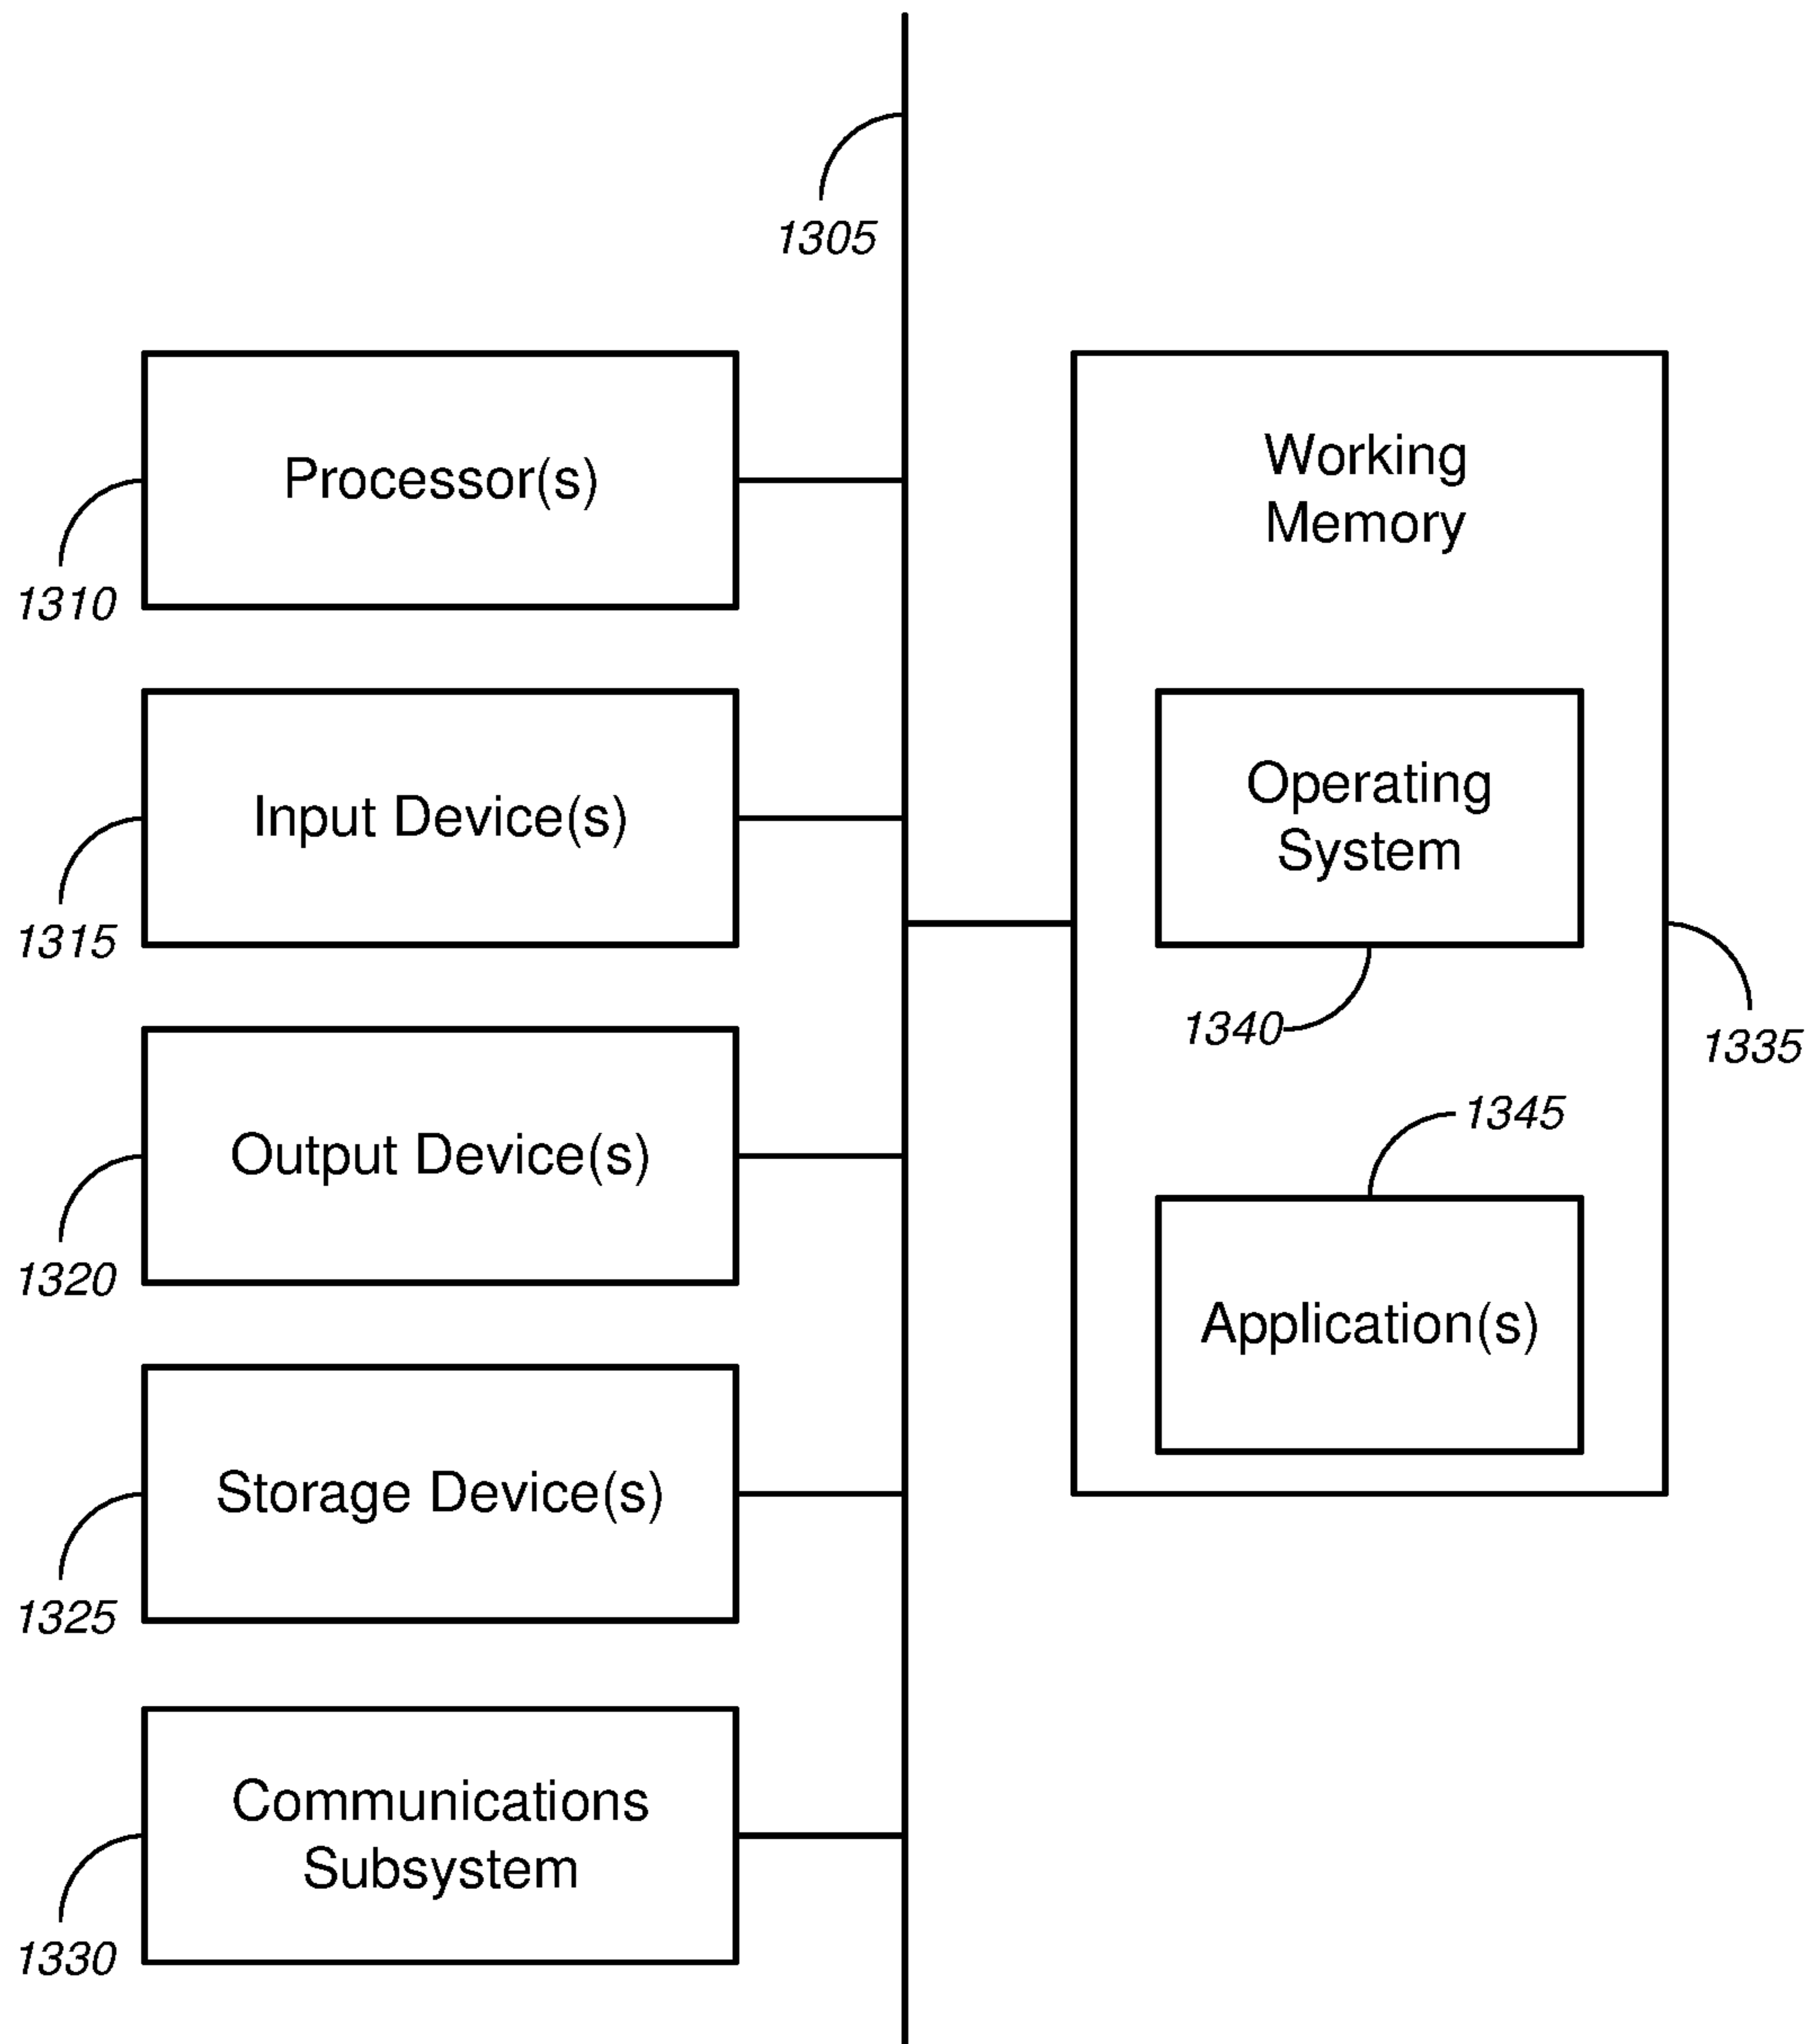 1305
Processor(s)
1310
Input Device(s)
1315
Output Device(s)
1320
Storage Device(s)
1325
Communications
Subsystem
1330
Working
Memory
Operating
System
1340
1335
1345
Application(s)